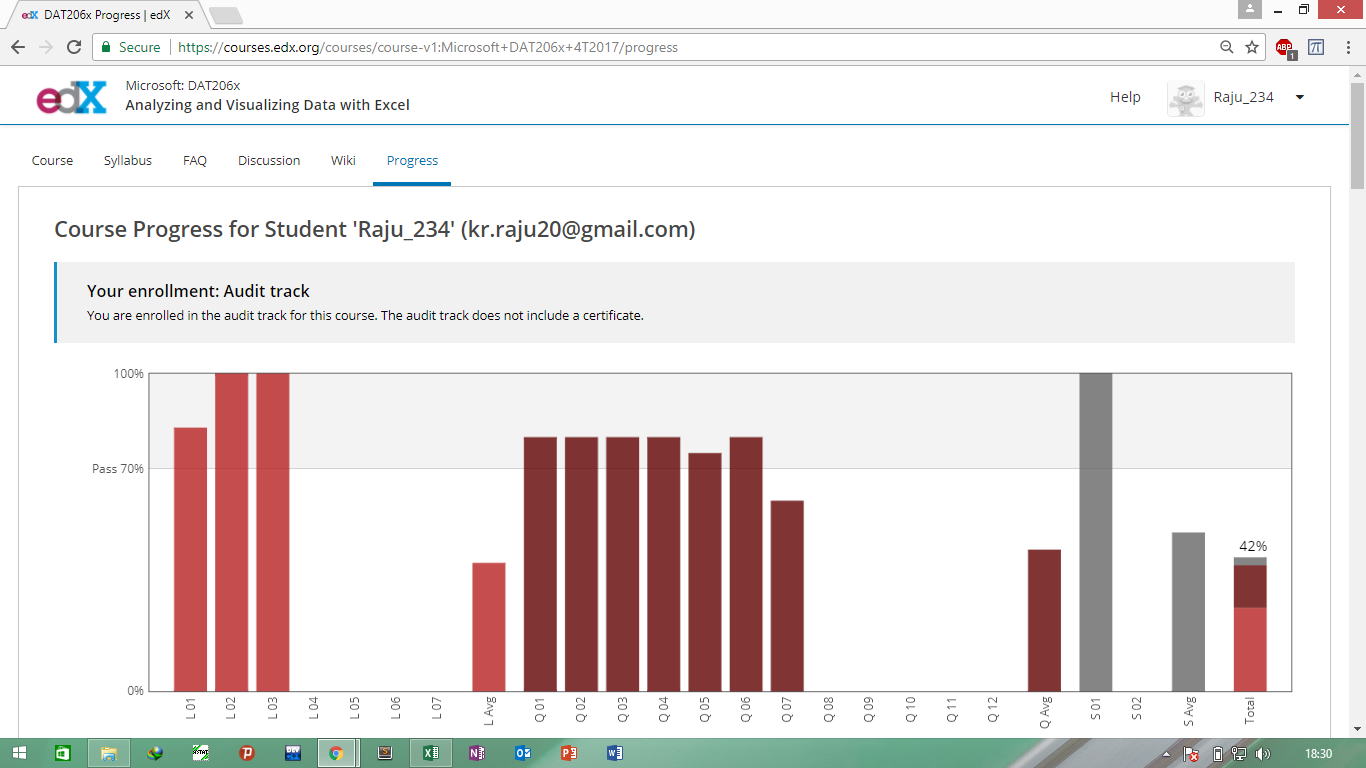 edX DAT206x Progress | edX
Secure https://courses.edx.org/courses/course-v1:Microsoft+DAT206x+4T2017/progress
ABP
1
π
edX
Microsoft: DAT206x
Analyzing and Visualizing Data with Excel
Help
Raju_234
Course Syllabus FAQ Discussion Wiki Progress
Course Progress for Student 'Raju_234' (kr.raju20@gmail.com)
Your enrollment: Audit track
You are enrolled in the audit track for this course. The audit track does not include a certificate.
100%
Pass 70%
0%
42%
L 01 L 02 L 03 L 04 L 05 L 06 L 07 L Avg Q 01 Q 02 Q 03 Q 04 Q 05 Q 06 Q 07 Q 08 Q 09 Q 10 Q 11 Q 12 Q Avg S 01 S 02 S Avg Total
18:30